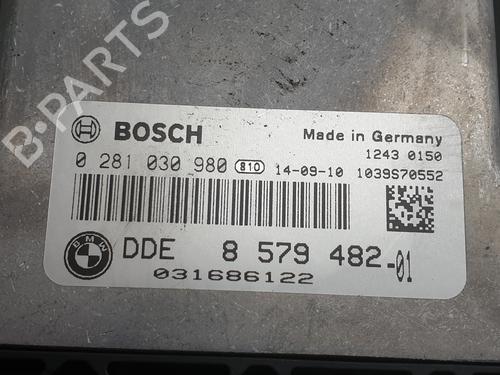 B-PARTS
BOSCH
Made in Germany
1243 0150
0 281 030 980 810 14-09-10 1039S70552
BMW
DDE 8 579 482-01
031686122